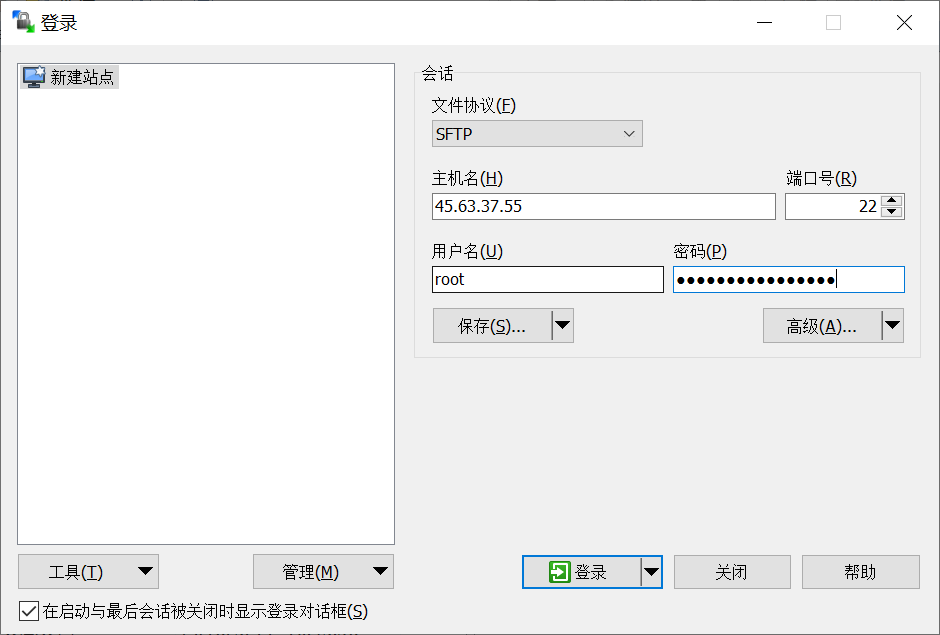 登录
新建站点
会话
文件协议(F)
SFTP
主机名(H)
端口号(R)
45.63.37.55
22
用户名(U)
密码(P)
root
●●●●●●●●●●●●●●●●
保存(S)...
高级(A)...
工具(T)
管理(M)
登录
关闭
帮助
在启动与最后会话被关闭时显示登录对话框(S)